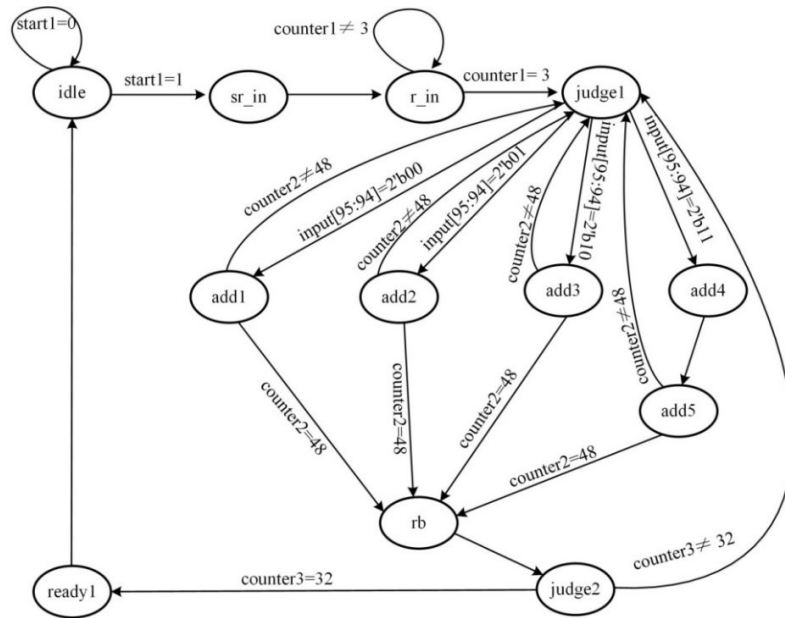 start1=0
counter1≠ 3
idle
start1=1
sr_in
r_in
counter1= 3
judge1
counter2≠48
input[95:94]=2'b00
counter2≠48
input[95:94]=2'b01
counter2≠48
input[95:94]=2'b10
counter2≠48
input[95:94]=2'b11
add1
add2
add3
add4
add5
counter2=48
counter2=48
counter2=48
counter2=48
rb
counter3≠ 32
ready1
counter3=32
judge2